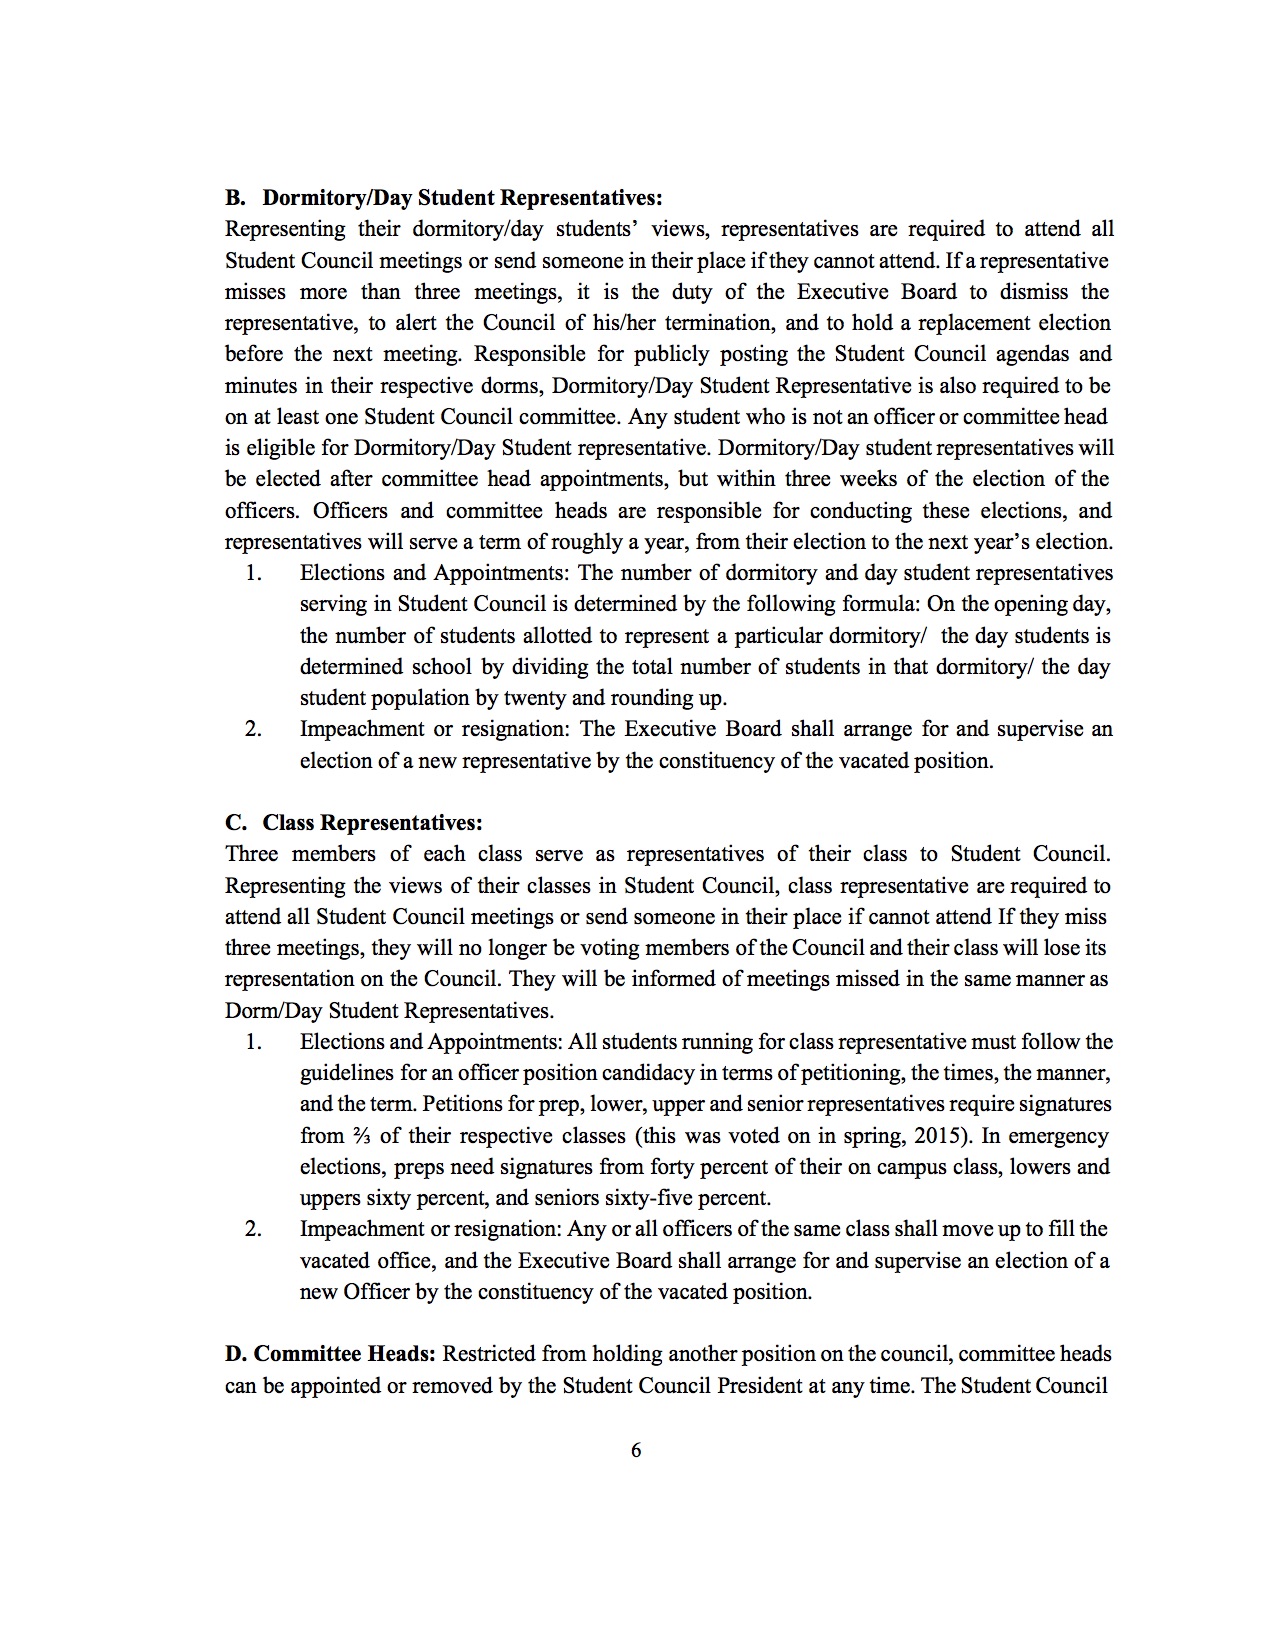 B. Dormitory/Day Student Representatives:
Representing their dormitory/day students’ views, representatives are required to attend all
Student Council meetings or send someone in their place if they cannot attend. If a representative
misses more than three meetings, it is the duty of the Executive Board to dismiss the
representative, to alert the Council of his/her termination, and to hold a replacement election
before the next meeting. Responsible for publicly posting the Student Council agendas and
minutes in their respective dorms, Dormitory/Day Student Representative is also required to be
on at least one Student Council committee. Any student who is not an officer or committee head
is eligible for Dormitory/Day Student representative. Dormitory/Day student representatives will
be elected after committee head appointments, but within three weeks of the election of the
officers. Officers and committee heads are responsible for conducting these elections, and
representatives will serve a term of roughly a year, from their election to the next year’s election.
1. Elections and Appointments: The number of dormitory and day student representatives
serving in Student Council is determined by the following formula: On the opening day,
the number of students allotted to represent a particular dormitory/ the day students is
determined school by dividing the total number of students in that dormitory/ the day
student population by twenty and rounding up.
2. Impeachment or resignation: The Executive Board shall arrange for and supervise an
election of a new representative by the constituency of the vacated position.
C. Class Representatives:
Three members of each class serve as representatives of their class to Student Council.
Representing the views of their classes in Student Council, class representative are required to
attend all Student Council meetings or send someone in their place if cannot attend If they miss
three meetings, they will no longer be voting members of the Council and their class will lose its
representation on the Council. They will be informed of meetings missed in the same manner as
Dorm/Day Student Representatives.
1. Elections and Appointments: All students running for class representative must follow the
guidelines for an officer position candidacy in terms of petitioning, the times, the manner,
and the term. Petitions for prep, lower, upper and senior representatives require signatures
from ⅔ of their respective classes (this was voted on in spring, 2015). In emergency
elections, preps need signatures from forty percent of their on campus class, lowers and
uppers sixty percent, and seniors sixty-five percent.
2. Impeachment or resignation: Any or all officers of the same class shall move up to fill the
vacated office, and the Executive Board shall arrange for and supervise an election of a
new Officer by the constituency of the vacated position.
D. Committee Heads: Restricted from holding another position on the council, committee heads
can be appointed or removed by the Student Council President at any time. The Student Council
6